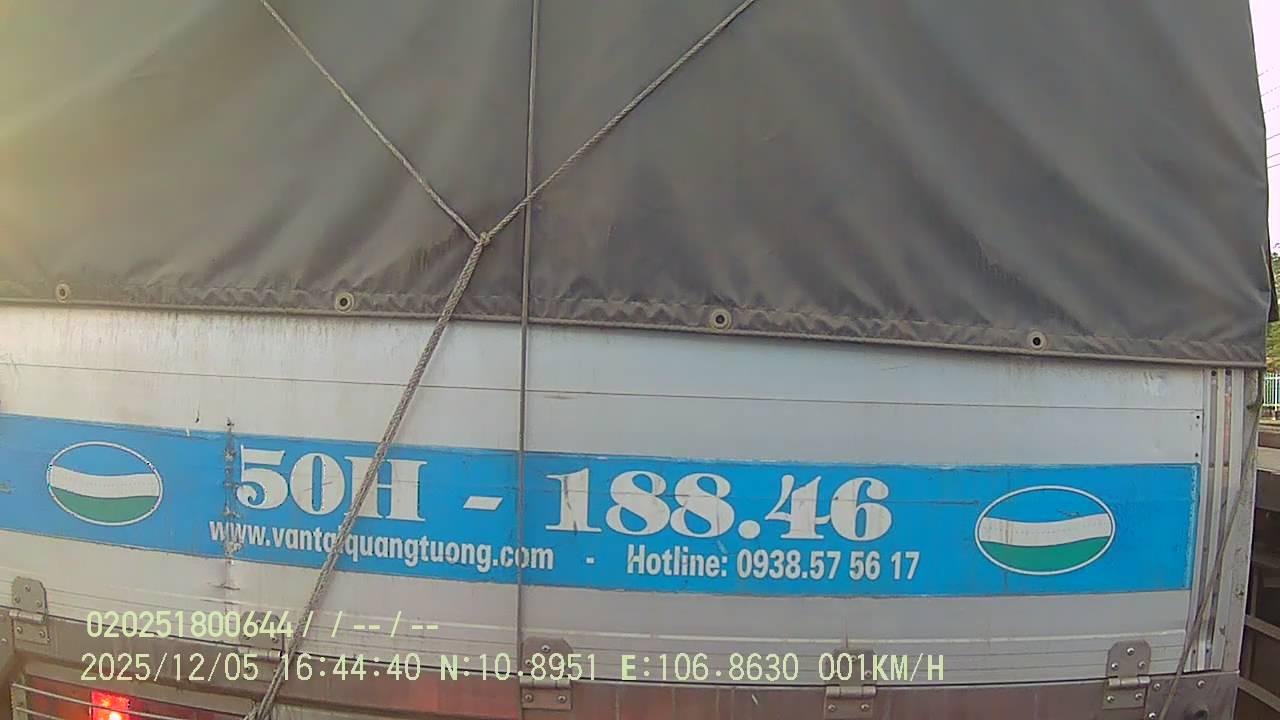 50H - 188.46
www.vantaiquangtuong.com - Hotline: 0938.57 56 17
020251800644/ /--/--
2025/12/05 16:44:40 N:10.8951 E:106.8630 001KM/H